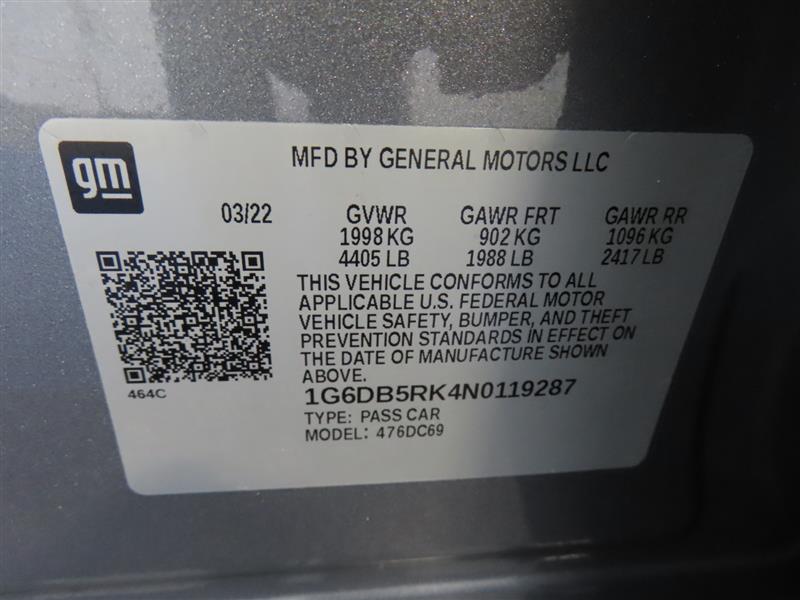 gm
MFD BY GENERAL MOTORS LLC
03/22 GVWR GAWR FRT GAWR RR
1998 KG 902 KG 1096 KG
4405 LB 1988 LB 2417 LB
THIS VEHICLE CONFORMS TO ALL
APPLICABLE U.S. FEDERAL MOTOR
VEHICLE SAFETY, BUMPER, AND THEFT
PREVENTION STANDARDS IN EFFECT ON
THE DATE OF MANUFACTURE SHOWN
ABOVE.
464C
1G6DB5RK4N0119287
TYPE: PASS CAR
MODEL: 476DC69